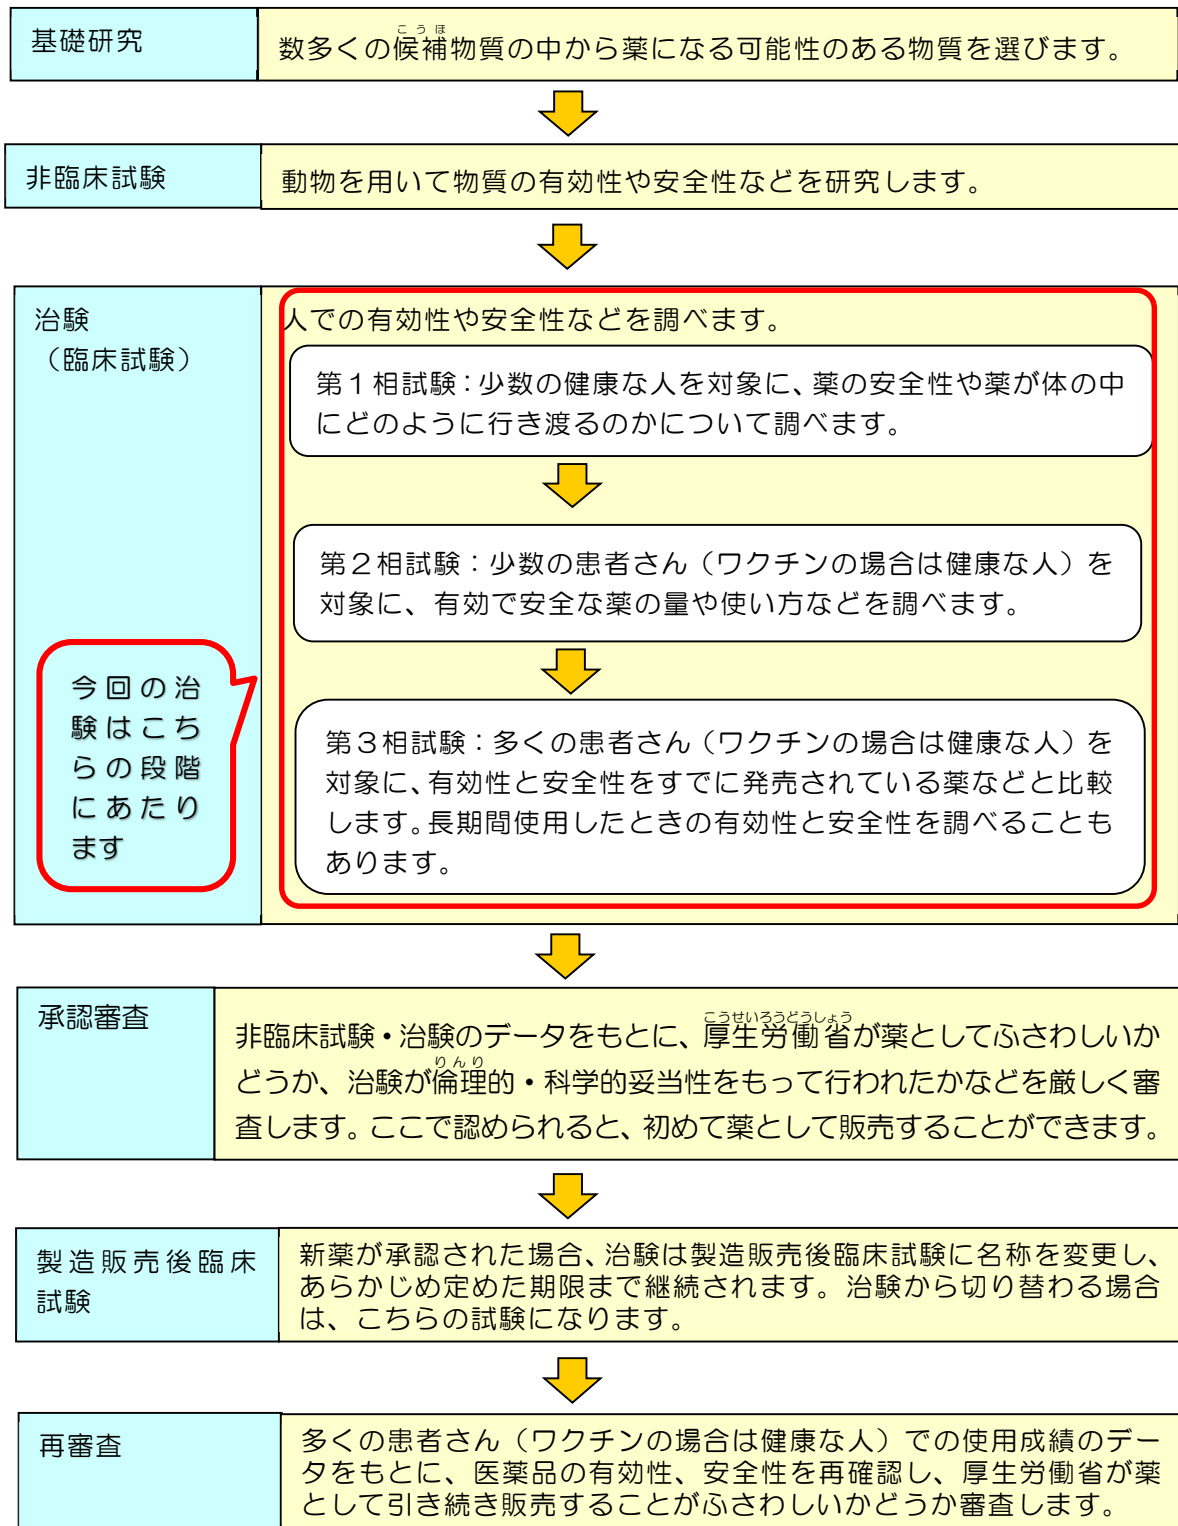 基礎研究
数多くの候補物質の中から薬になる可能性のある物質を選びます。
こうほ
非臨床試験
動物を用いて物質の有効性や安全性などを研究します。
治験
（臨床試験）
人での有効性や安全性などを調べます。
第１相試験：少数の健康な人を対象に、薬の安全性や薬が体の中
にどのように行き渡るのかについて調べます。
第２相試験：少数の患者さん（ワクチンの場合は健康な人）を
対象に、有効で安全な薬の量や使い方などを調べます。
今回の治
験はこち
らの段階
にあたり
ます
第３相試験：多くの患者さん（ワクチンの場合は健康な人）を
対象に、有効性と安全性をすでに発売されている薬などと比較
します。長期間使用したときの有効性と安全性を調べることも
あります。
承認審査
こうせいろうどうしょう
非臨床試験・治験のデータをもとに、厚生労働省が薬としてふさわしいか
りんり
どうか、治験が倫理的・科学的妥当性をもって行われたかなどを厳しく審
査します。ここで認められると、初めて薬として販売することができます。
製造販売後臨床
試験
新薬が承認された場合、治験は製造販売後臨床試験に名称を変更し、
あらかじめ定めた期限まで継続されます。治験から切り替わる場合
は、こちらの試験になります。
再審査
多くの患者さん（ワクチンの場合は健康な人）での使用成績のデー
タをもとに、医薬品の有効性、安全性を再確認し、厚生労働省が薬
として引き続き販売することがふさわしいかどうか審査します。